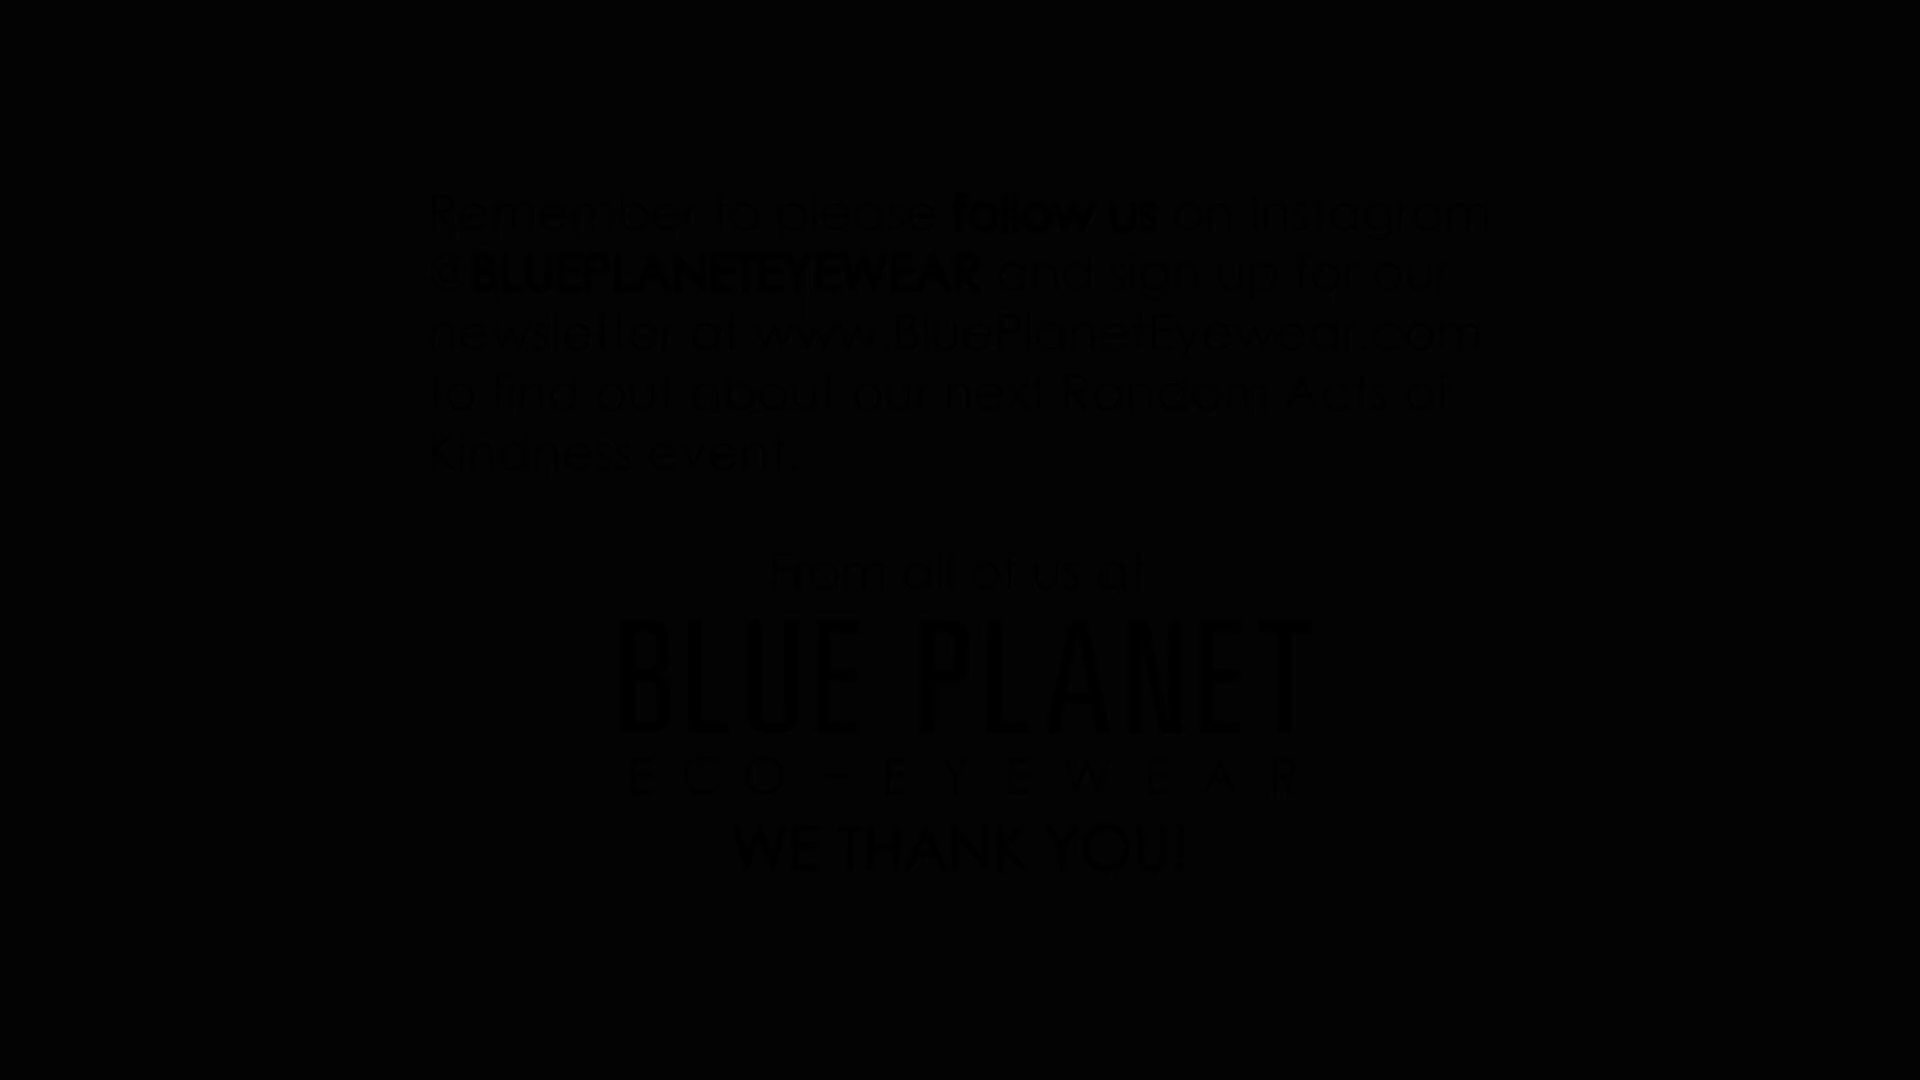 Remember to please follow us on Instagram
@BLUEPLANETEYEWEAR and sign up for our
newsletter at www.BluePlanetEyewear.com
to find out about our next Random Acts of
Kindness event.
From all of us at
BLUE PLANET
ECO-EYEWEAR
WE THANK YOU!